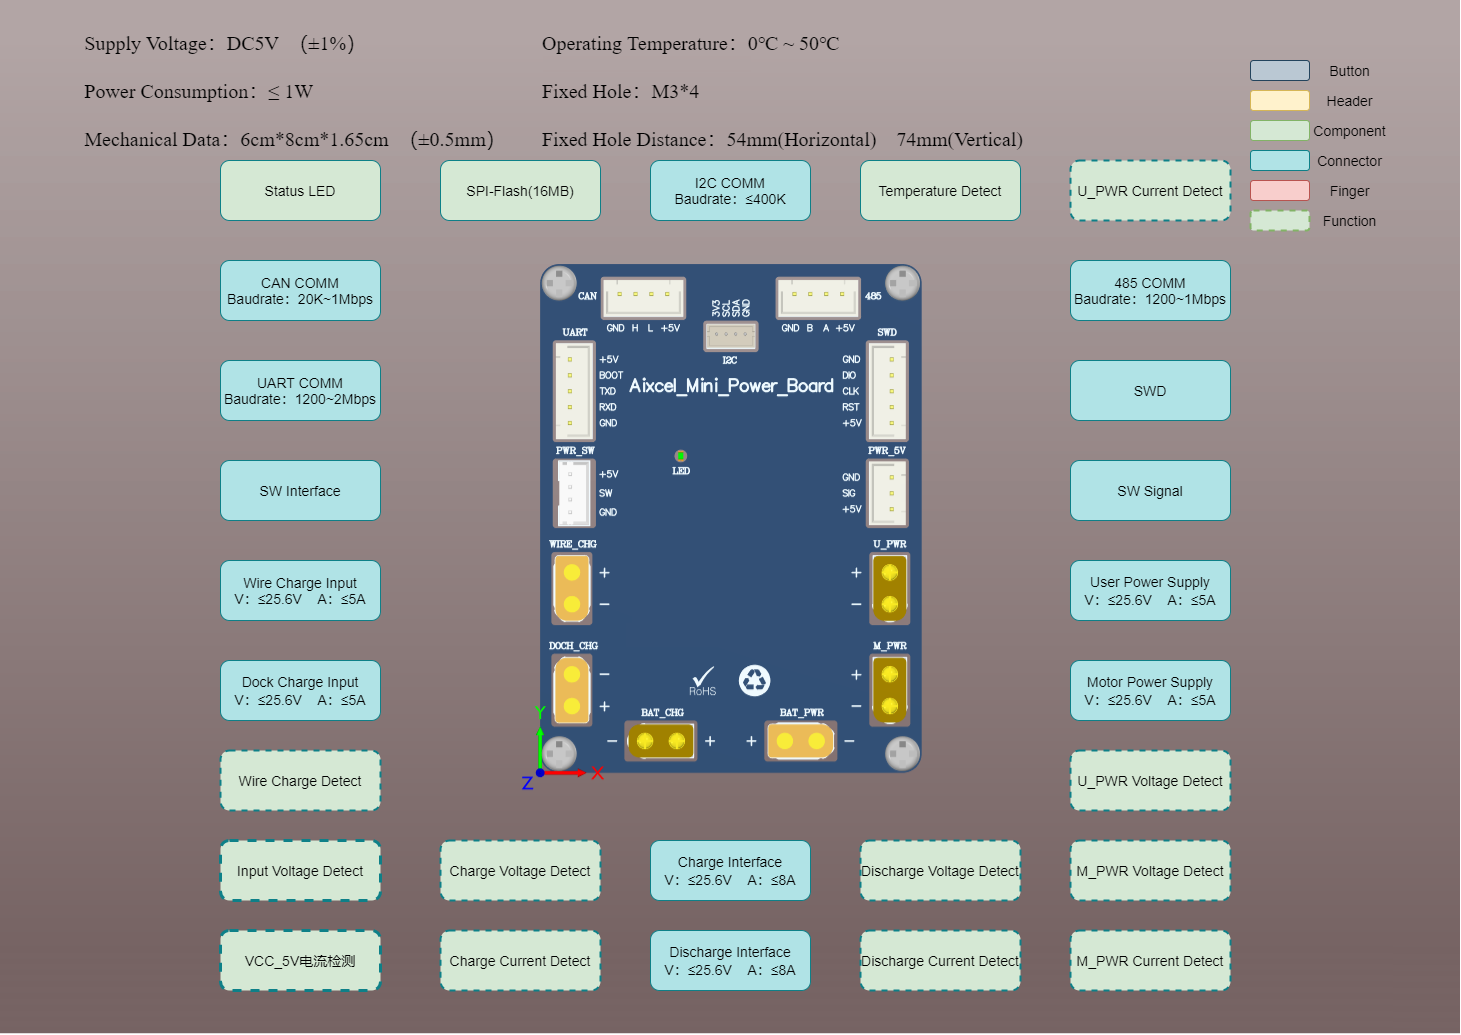 Supply Voltage：DC5V （±1%）
Operating Temperature：0℃ ~ 50℃
Power Consumption：≤ 1W
Fixed Hole：M3*4
Mechanical Data：6cm*8cm*1.65cm （±0.5mm）
Fixed Hole Distance：54mm(Horizontal) 74mm(Vertical)
Button
Header
Component
Connector
Finger
Function
Status LED
SPI-Flash(16MB)
I2C COMM
Baudrate：≤400K
Temperature Detect
U_PWR Current Detect
CAN COMM
Baudrate：20K~1Mbps
485 COMM
Baudrate：1200~1Mbps
UART COMM
Baudrate：1200~2Mbps
SWD
SW Interface
SW Signal
Wire Charge Input
V：≤25.6V A：≤5A
User Power Supply
V：≤25.6V A：≤5A
Dock Charge Input
V：≤25.6V A：≤5A
Motor Power Supply
V：≤25.6V A：≤5A
Wire Charge Detect
U_PWR Voltage Detect
Input Voltage Detect
Charge Voltage Detect
Charge Interface
V：≤25.6V A：≤8A
Discharge Voltage Detect
M_PWR Voltage Detect
VCC_5V电流检测
Charge Current Detect
Discharge Interface
V：≤25.6V A：≤8A
Discharge Current Detect
M_PWR Current Detect
CAN
GND H L +5V
3V3
SCL
SDA
GND
I2C
485
GND B A +5V
UART
+5V
BOOT
TXD
RXD
GND
SWD
GND
DIO
CLK
RST
+5V
Aixcel_Mini_Power_Board
LED
PWR_SW
+5V
SW
GND
PWR_5V
GND
SIG
+5V
WIRE_CHG
+
−
U_PWR
+
−
DOCH_CHG
−
+
M_PWR
+
−
RoHS
BAT_CHG
− +
BAT_PWR
+ −
Y
X
Z